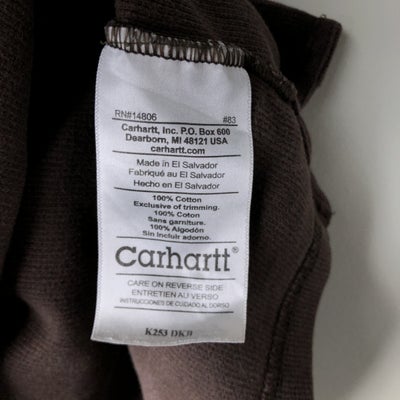 RN#14806 #83
Carhartt, Inc. P.O. Box 600
Dearborn, MI 48121 USA
carhartt.com
Made in El Salvador
Fabriqué au El Salvador
Hecho en El Salvador
100% Cotton
Exclusive of trimming.
100% Coton
Sans garniture.
100% Algodón
Sin incluir adorno.
Carhartt®
CARE ON REVERSE SIDE
ENTRETIEN AU VERSO
INSTRUCCIONES DE CUIDADO AL DORSO
K253 DKB